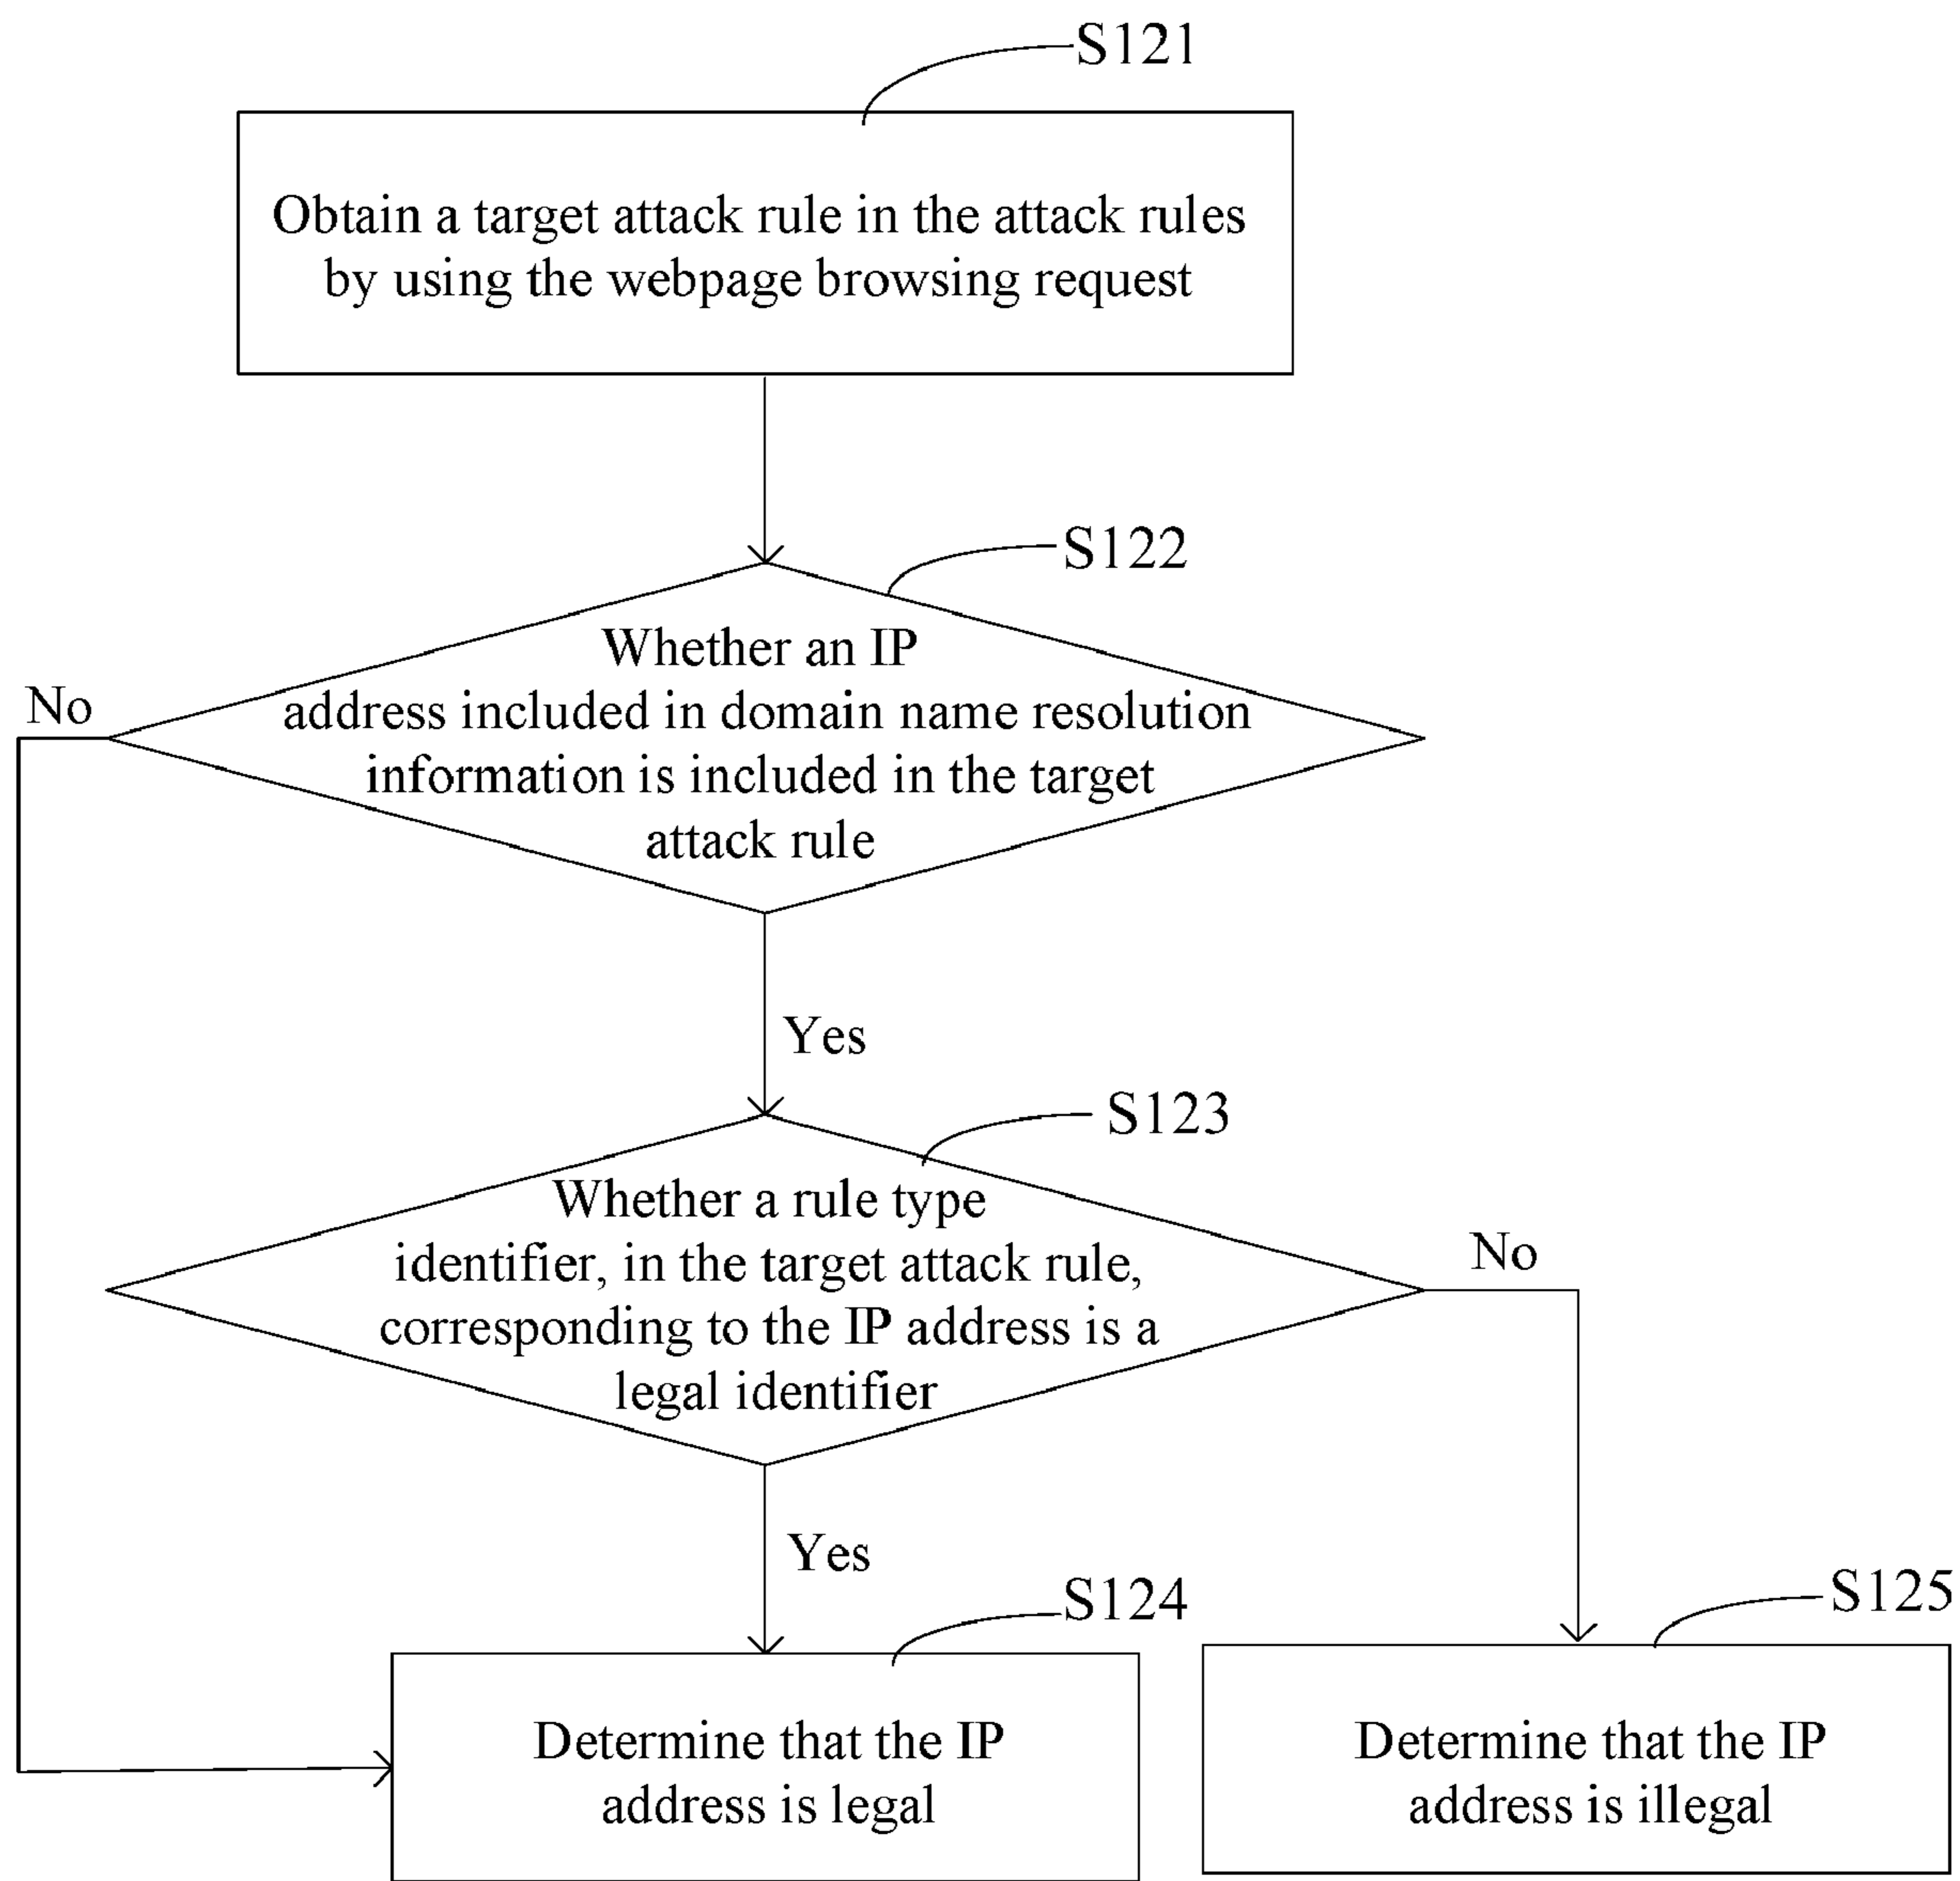 S121
Obtain a target attack rule in the attack rules
by using the webpage browsing request
S122
Whether an IP
address included in domain name resolution
information is included in the target
attack rule
No
Yes
S123
Whether a rule type
identifier, in the target attack rule,
corresponding to the IP address is a
legal identifier
No
Yes
S124
Determine that the IP
address is legal
S125
Determine that the IP
address is illegal